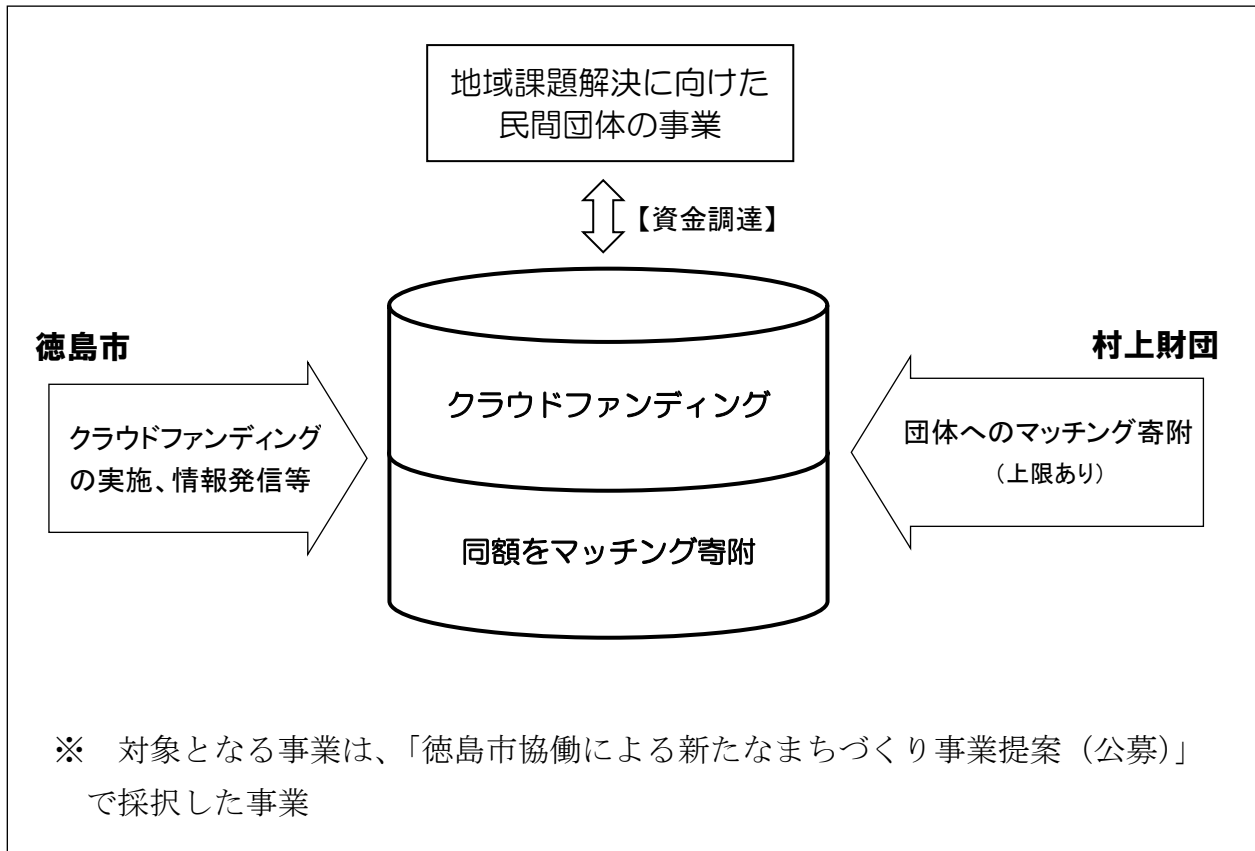 地域課題解決に向けた
民間団体の事業
【資金調達】
徳島市
クラウドファンディング
の実施、情報発信等
クラウドファンディング
同額をマッチング寄附
村上財団
団体へのマッチング寄附
（上限あり）
※　対象となる事業は、「徳島市協働による新たなまちづくり事業提案（公募）」
で採択した事業